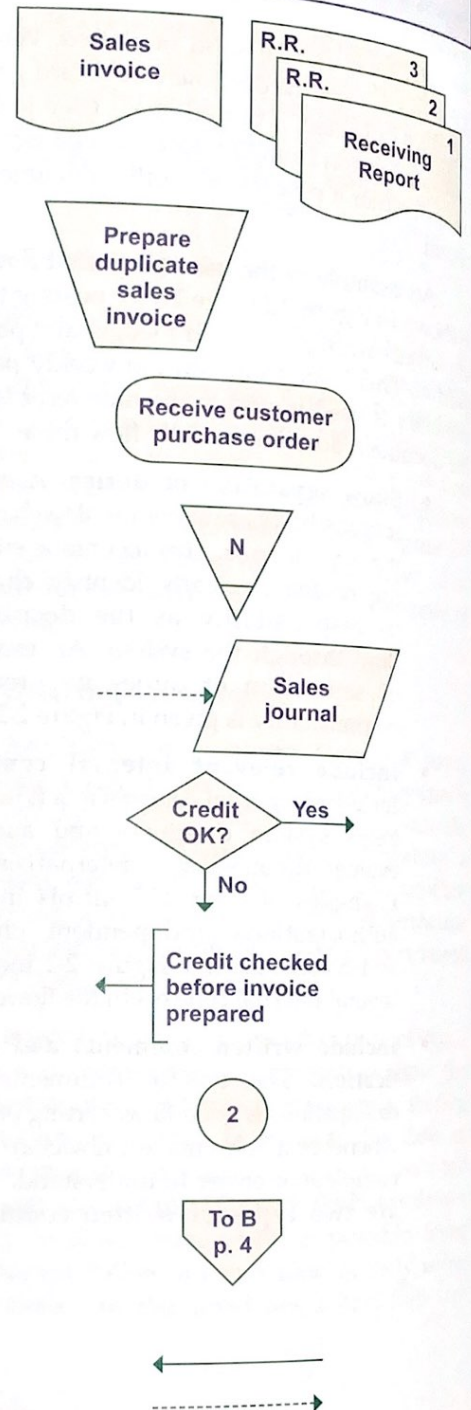 Sales
invoice
R.R.
3
R.R.
2
1
Receiving
Report
Prepare
duplicate
sales
invoice
Receive customer
purchase order
N
Sales
journal
Credit
OK?
Yes
No
Credit checked
before invoice
prepared
2
To B
p. 4